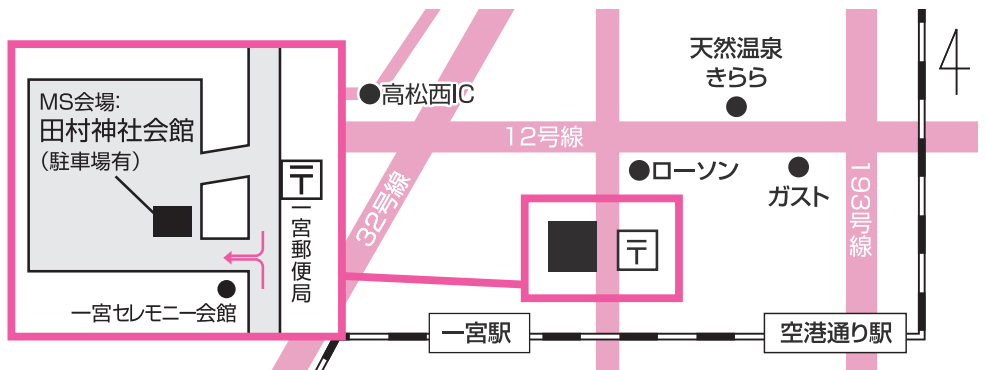 MS会場:
田村神社会館
(駐車場有)
〒
一宮郵便局
一宮セレモニー会館
高松西IC
32号線
12号線
天然温泉
きらら
ローソン
ガスト
193号線
〒
一宮駅
空港通り駅